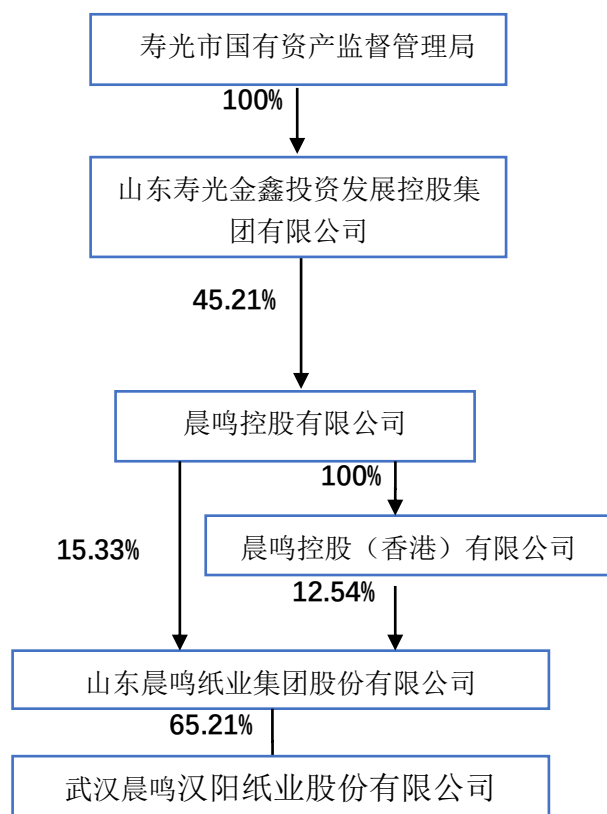 寿光市国有资产监督管理局
100%
山东寿光金鑫投资发展控股集
团有限公司
45.21%
晨鸣控股有限公司
100%
15.33%
晨鸣控股（香港）有限公司
12.54%
山东晨鸣纸业集团股份有限公司
65.21%
武汉晨鸣汉阳纸业股份有限公司